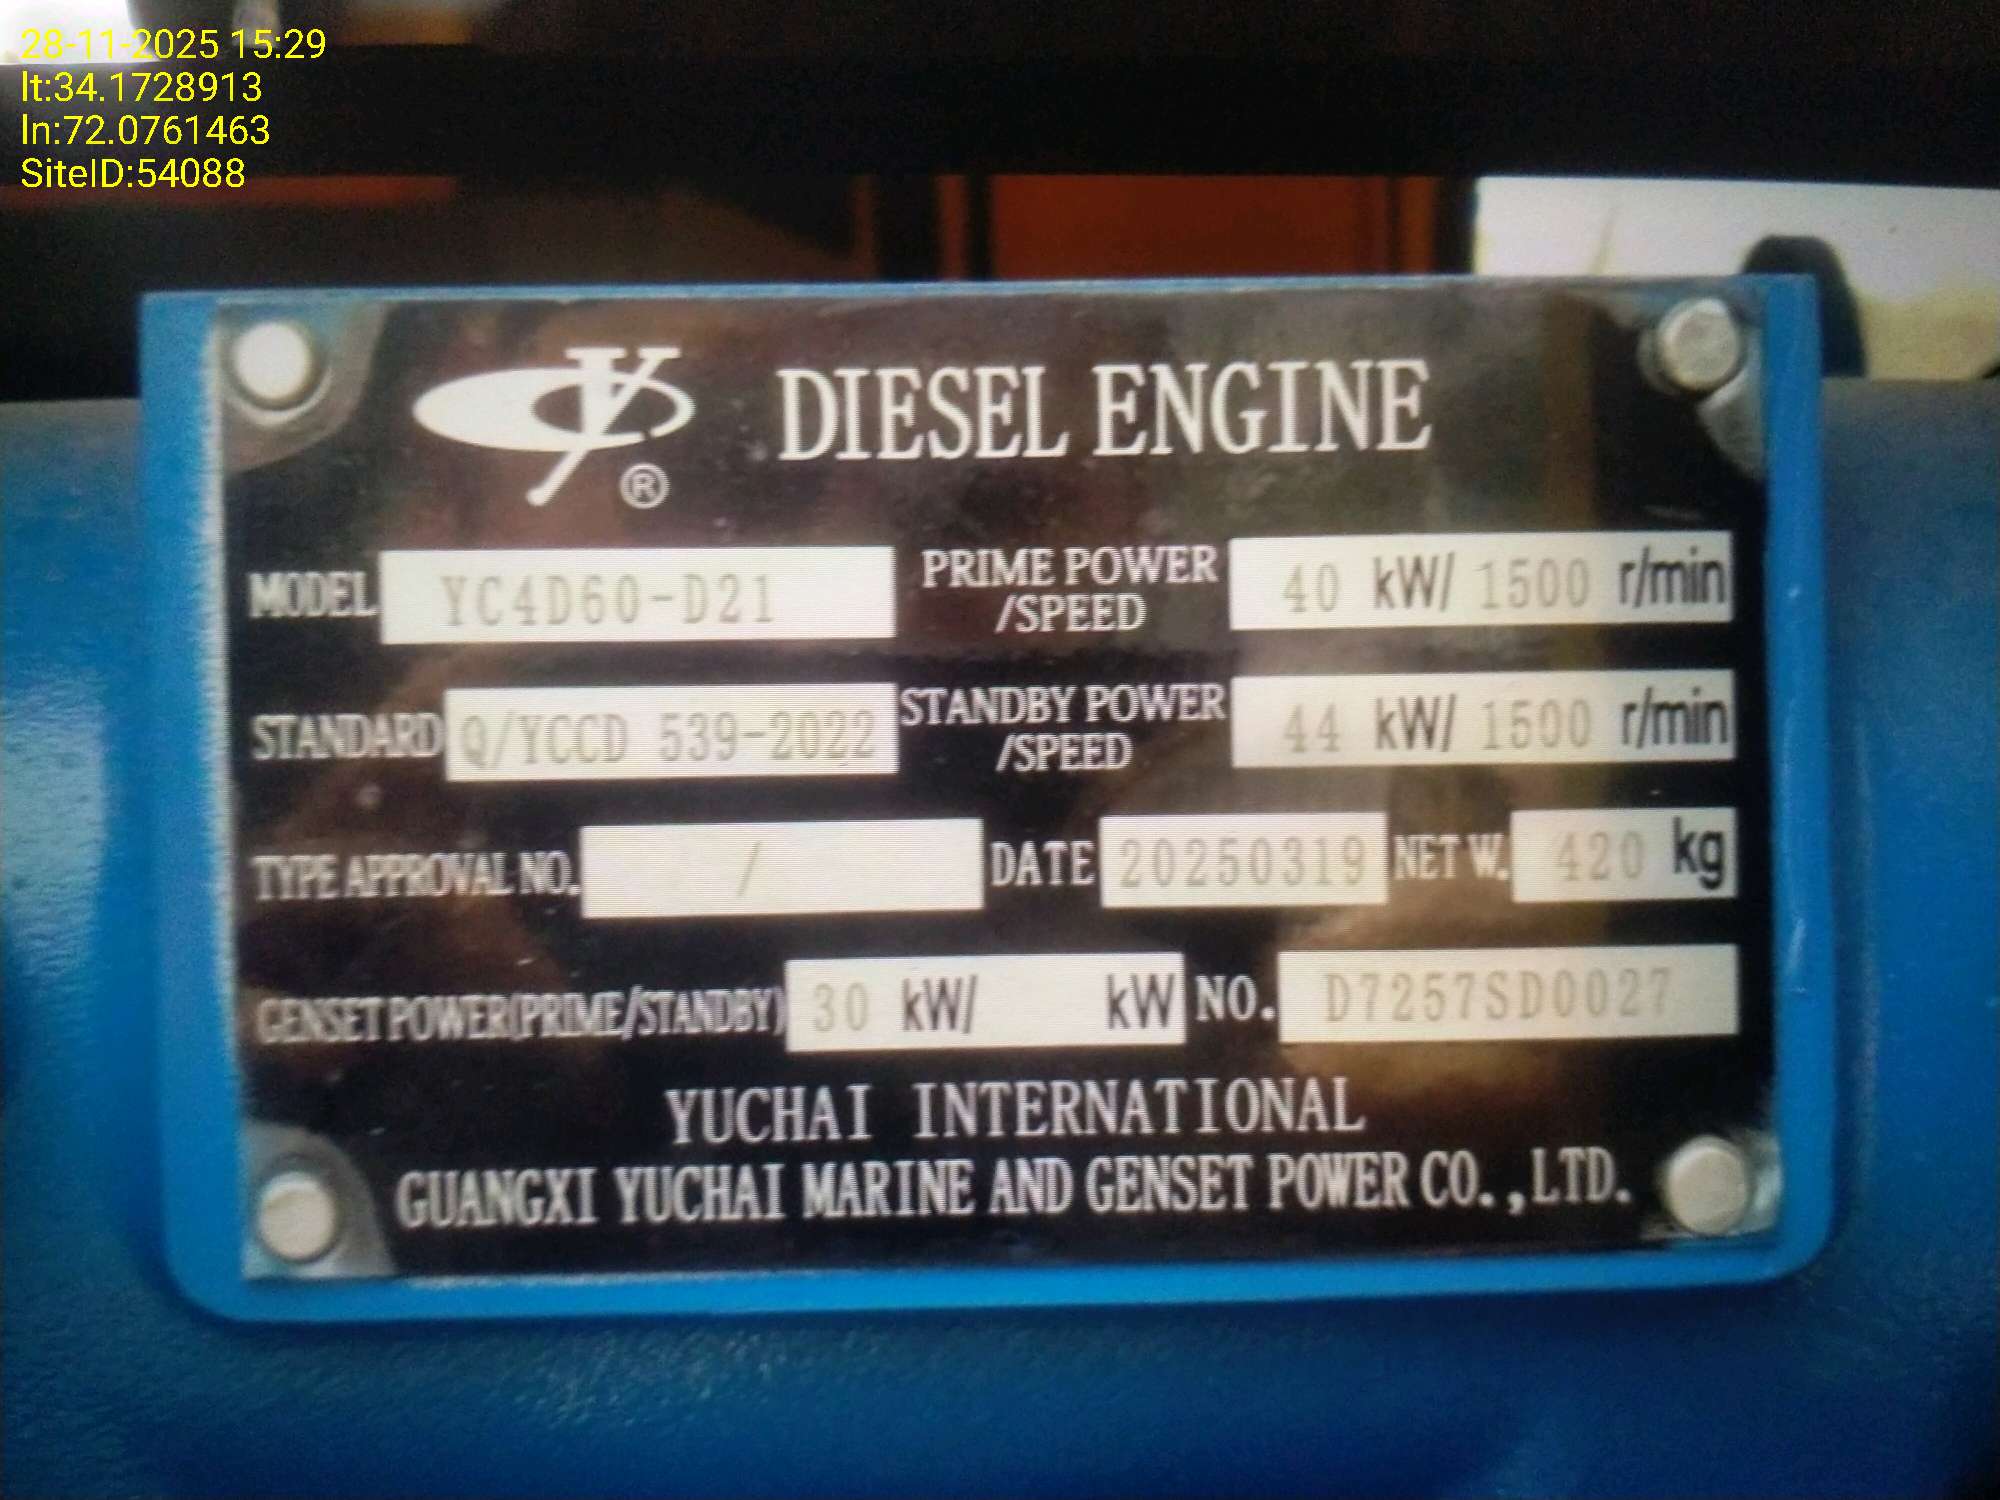 28-11-2025 15:29
lt:34.1728913
ln:72.0761463
SiteID:54088
y ® DIESEL ENGINE
MODEL YC4D60-D21 PRIME POWER /SPEED 40 kW/ 1500 r/min
STANDARD Q/YCCD 539-2022 STANDBY POWER /SPEED 44 kW/ 1500 r/min
TYPE APPROVAL NO. / DATE 20250319 NET W. 420 kg
GENSET POWER(PRIME/STANDBY) 30 kW/ kW NO. D7257SD0027
YUCHAI INTERNATIONAL
GUANGXI YUCHAI MARINE AND GENSET POWER CO.,LTD.